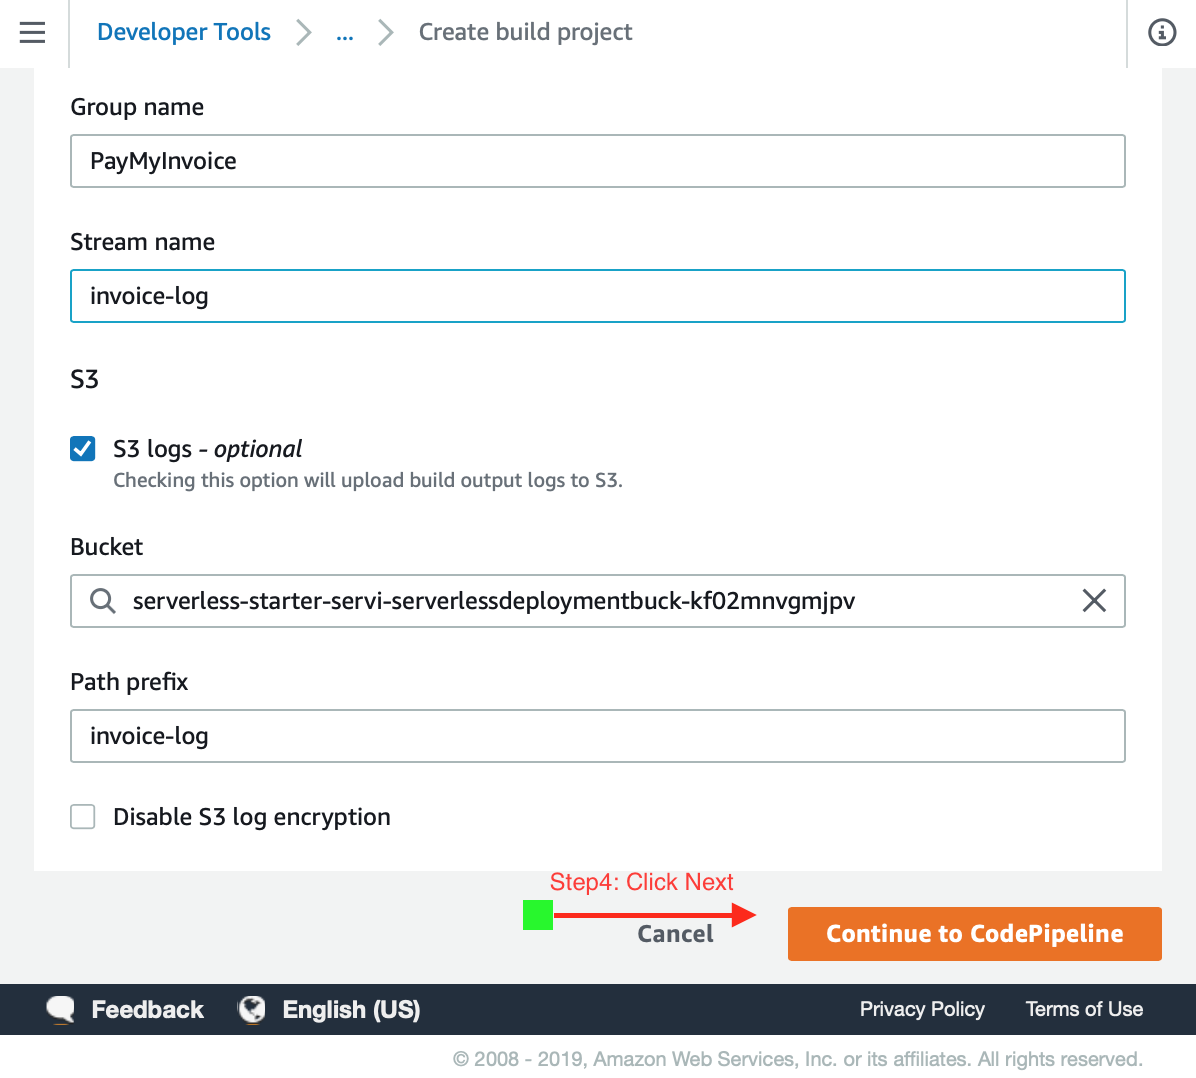 Developer Tools > ... > Create build project
Group name
PayMyInvoice
Stream name
invoice-log
S3
S3 logs - optional
Checking this option will upload build output logs to S3.
Bucket
serverless-starter-servi-serverlessdeploymentbuck-kf02mnvgmjpv
Path prefix
invoice-log
Disable S3 log encryption
Step4: Click Next
Cancel
Continue to CodePipeline
Feedback
English (US)
Privacy Policy
Terms of Use
© 2008 - 2019, Amazon Web Services, Inc. or its affiliates. All rights reserved.